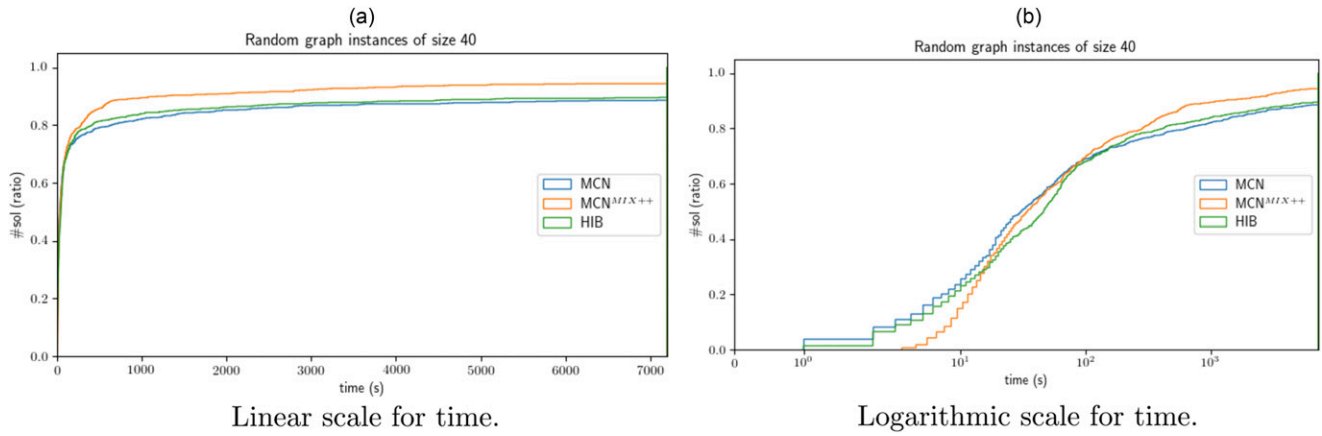 (a)
Random graph instances of size 40
#sol (ratio)
1.0
0.8
0.6
0.4
0.2
0.0
MCN
MCN^{MIX++}
HIB
0 1000 2000 3000 4000 5000 6000 7000
time (s)
Linear scale for time.
(b)
Random graph instances of size 40
#sol (ratio)
1.0
0.8
0.6
0.4
0.2
0.0
MCN
MCN^{MIX++}
HIB
0 10^0 10^1 10^2 10^3
time (s)
Logarithmic scale for time.